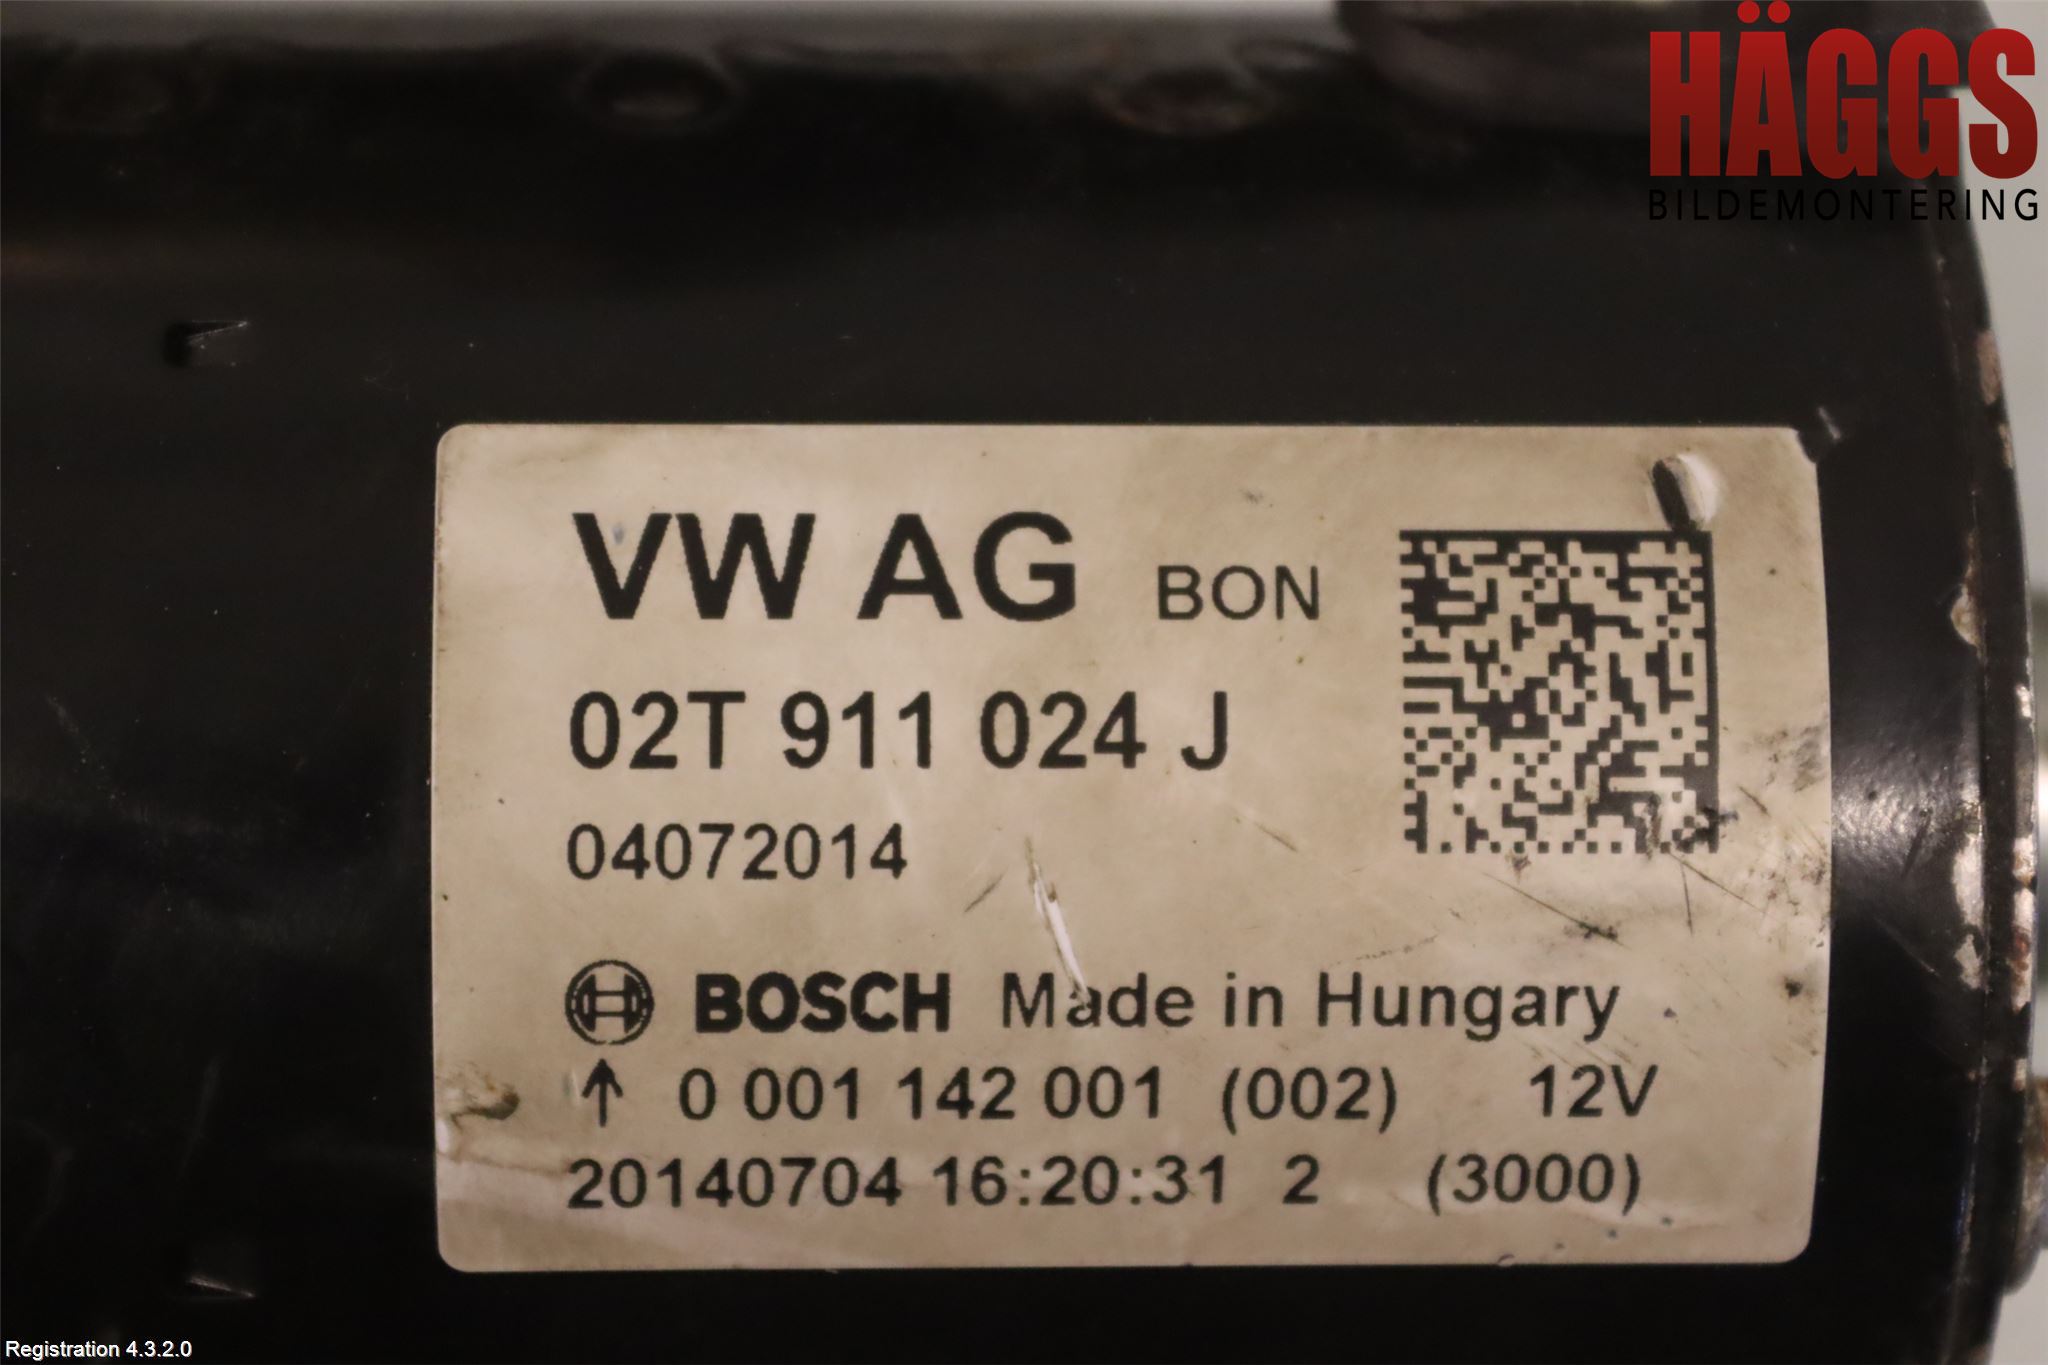 HÄGGS
BILDEMONTERING
VW AG BON
02T 911 024 J
04072014
BOSCH Made in Hungary
↑ 0 001 142 001 (002) 12V
20140704 16:20:31 2 (3000)
Registration 4.3.2.0